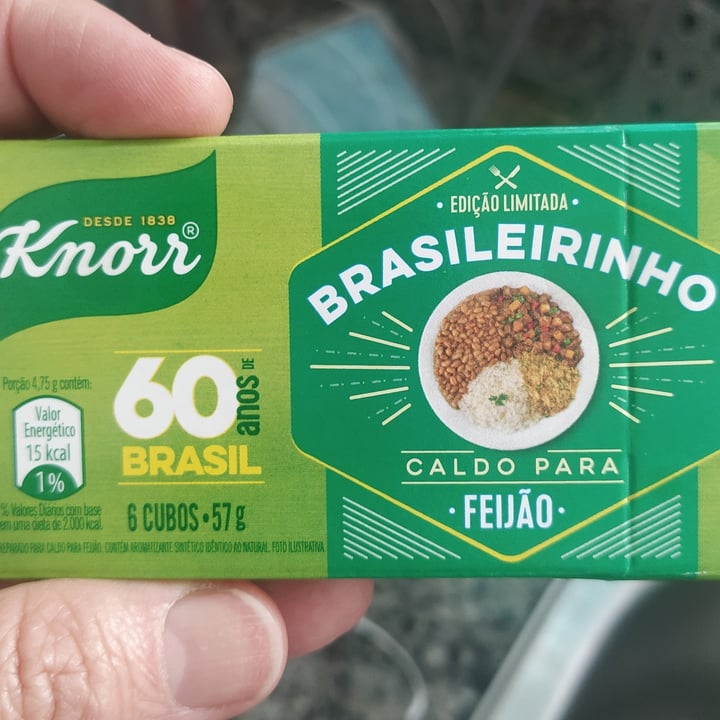 DESDE 1838
Knorr®
60 anos DE
BRASIL
Porção 4,75 g contém:
Valor
Energético
15 kcal
1%
% Valores Diários com base
em uma dieta de 2.000 kcal.
6 CUBOS • 57 g
PREPARADO PARA CALDO PARA FEIJÃO. CONTÉM AROMATIZANTE SINTÉTICO IDÊNTICO AO NATURAL. FOTO ILUSTRATIVA.
• EDIÇÃO LIMITADA •
BRASILEIRINHO
CALDO PARA
• FEIJÃO •